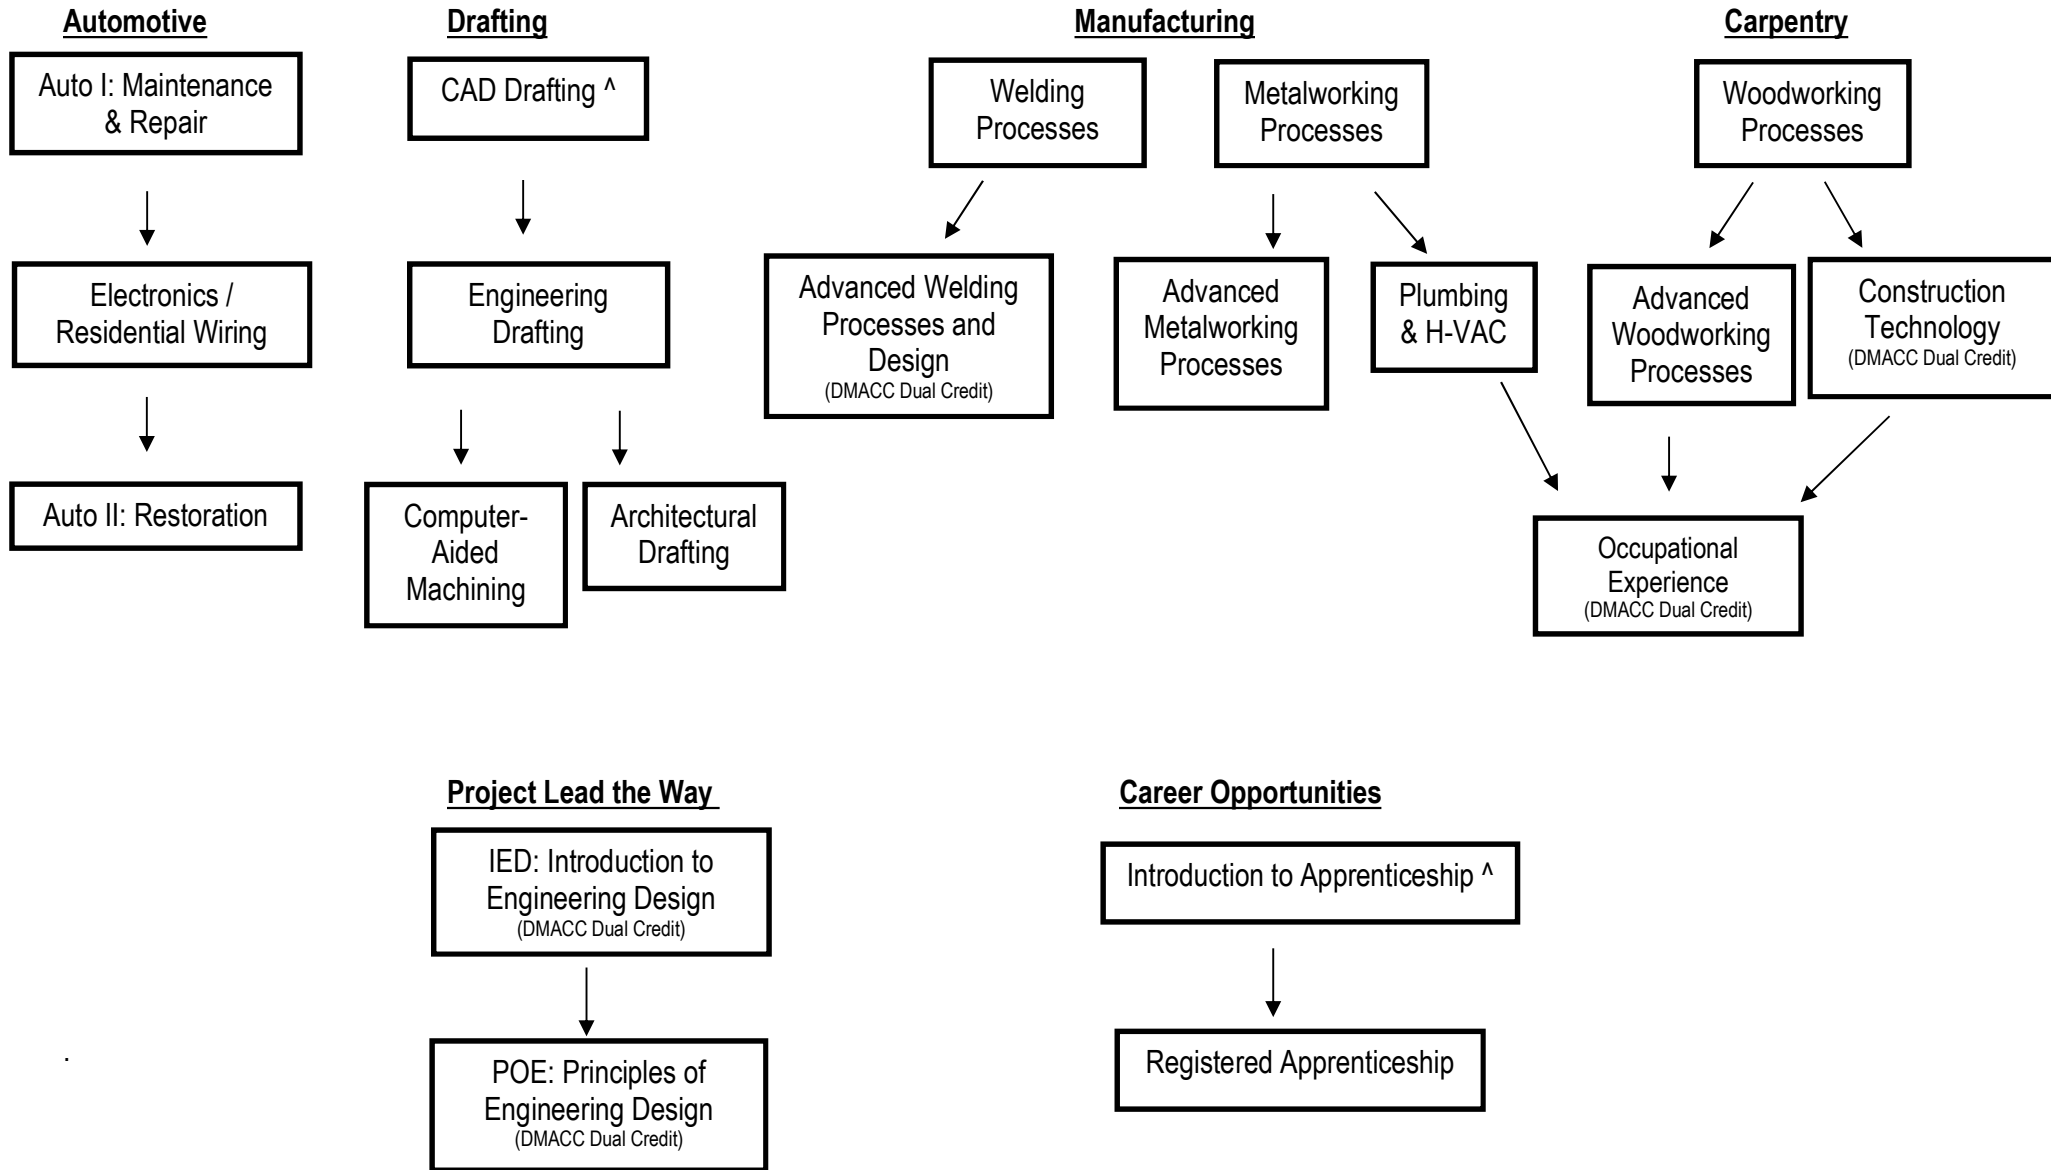 Automotive
Auto I: Maintenance
& Repair
Electronics /
Residential Wiring
Auto II: Restoration
Drafting
CAD Drafting ^
Engineering
Drafting
Computer-
Aided
Machining
Architectural
Drafting
Manufacturing
Welding
Processes
Metalworking
Processes
Advanced Welding
Processes and
Design
(DMACC Dual Credit)
Advanced
Metalworking
Processes
Plumbing
& H-VAC
Carpentry
Woodworking
Processes
Advanced
Woodworking
Processes
Construction
Technology
(DMACC Dual Credit)
Occupational
Experience
(DMACC Dual Credit)
Project Lead the Way
IED: Introduction to
Engineering Design
(DMACC Dual Credit)
POE: Principles of
Engineering Design
(DMACC Dual Credit)
Career Opportunities
Introduction to Apprenticeship ^
Registered Apprenticeship
.